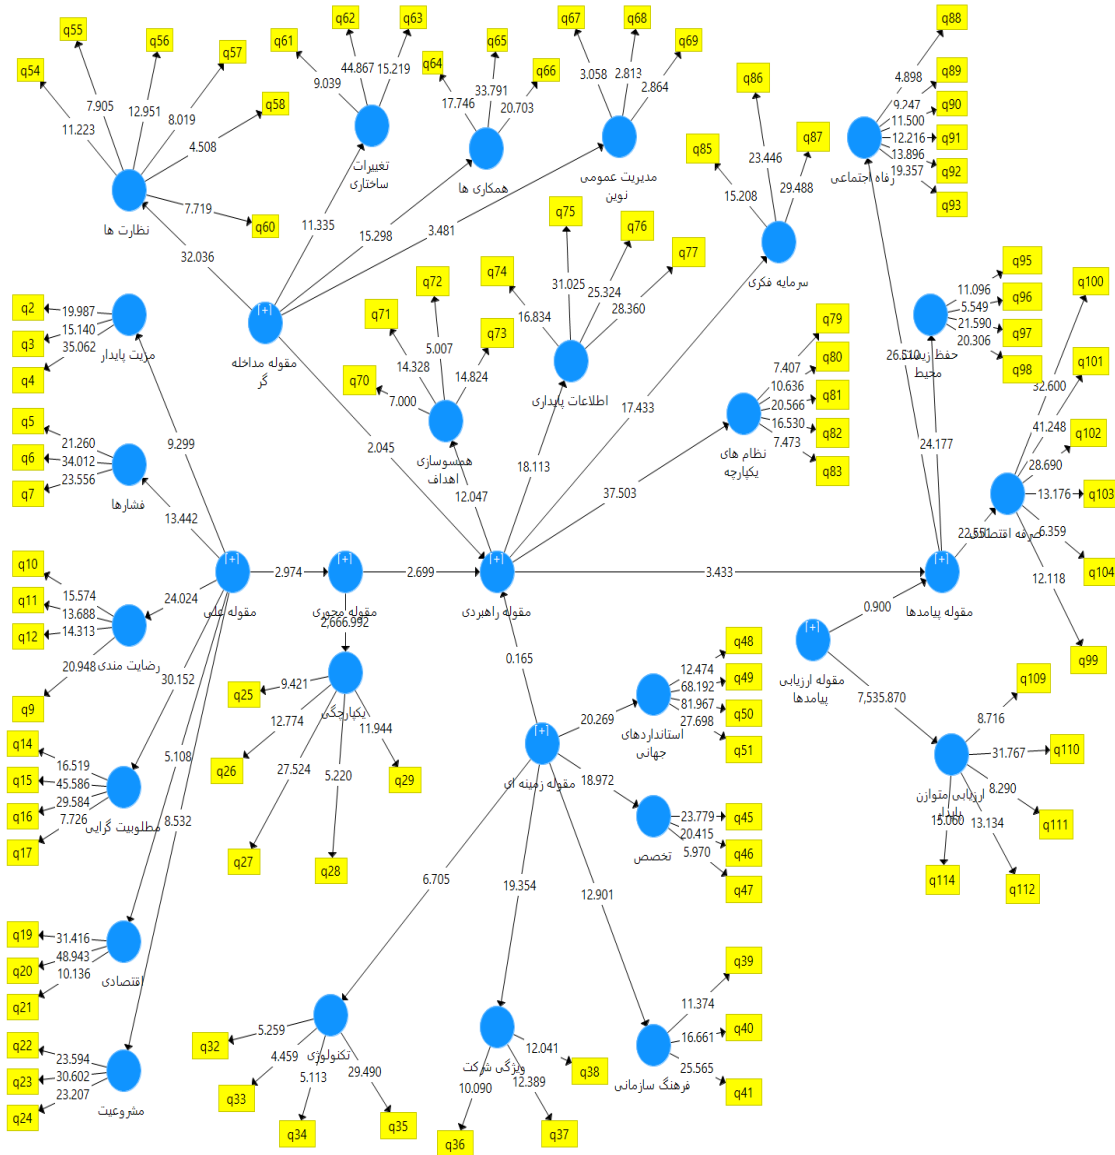 q88
q62
q63
q67
q68
q55
q56
q61
q65
q69
q57
q64
q66
q54
q86
q89
44.867
15.219
33.791
3.058
2.813
2.864
4.898
9.039
17.746
20.703
q58
q90
9.247
11.500
7.905
12.951
8.019
11.223
4.508
q85
q87
12.216
q91
13.896
19.357
q92
23.446
رفاه اجتماعی
تغییرات
ساختاری
همکاری ها
مدیریت عمومی
نوین
15.208
29.488
q93
7.719
q60
نظارت ها
11.335
15.298
3.481
q75
q76
32.036
q74
q72
q77
سرمایه فکری
q95
q100
11.096
5.549
q96
31.025
25.324
28.360
q2
19.987
q71
16.834
q79
21.590
q97
q3
15.140
q73
7.407
q80
20.306
35.062
مزیت پایدار
مقوله مداخله
گر
5.007
10.636
حفظ زیست
محیط
q98
q101
q4
q70
14.328
14.824
اطلاعات پایداری
20.566
q81
32.600
7.000
17.433
16.530
q82
41.248
q5
9.299
2.045
7.473
q102
21.260
همسوسازی
اهداف
نظام های
یکپارچه
24.177
q6
34.012
18.113
q83
28.690
23.556
12.047
37.503
13.176
q103
q7
فشارها
صرفه اقتصادی
6.359
13.442
q104
q10
2.974
2.699
3.433
12.118
15.574
24.024
q11
13.688
مقوله علی
مقوله محوری
مقوله راهبردی
0.900
مقوله پیامدها
q12
14.313
2,666.992
q48
رضایت مندی
0.165
q99
20.948
30.152
12.474
q49
مقوله ارزیابی
پیامدها
q109
q9
q25
9.421
68.192
7,535.870
یکپارچگی
81.967
q50
8.716
12.774
11.944
20.269
27.698
q14
استانداردهای
جهانی
q51
31.767
q110
16.519
5.108
q26
27.524
5.220
q29
مقوله زمینه ای
18.972
q15
45.586
8.290
ارزیابی متوازن
پایدار
q16
29.584
23.779
q45
15.060
13.134
q111
7.726
مطلوبیت گرایی
8.532
20.415
q17
q46
تخصص
5.970
q27
q28
6.705
19.354
12.901
q47
q114
q112
q19
31.416
q20
48.943
q39
10.136
اقتصادی
q21
11.374
q40
q22
q32
5.259
16.661
23.594
4.459
تکنولوژی
12.041
q38
q23
30.602
5.113
29.490
ویژگی شرکت
25.565
23.207
10.090
12.389
فرهنگ سازمانی
q41
q24
مشروعیت
q33
q34
q35
q36
q37